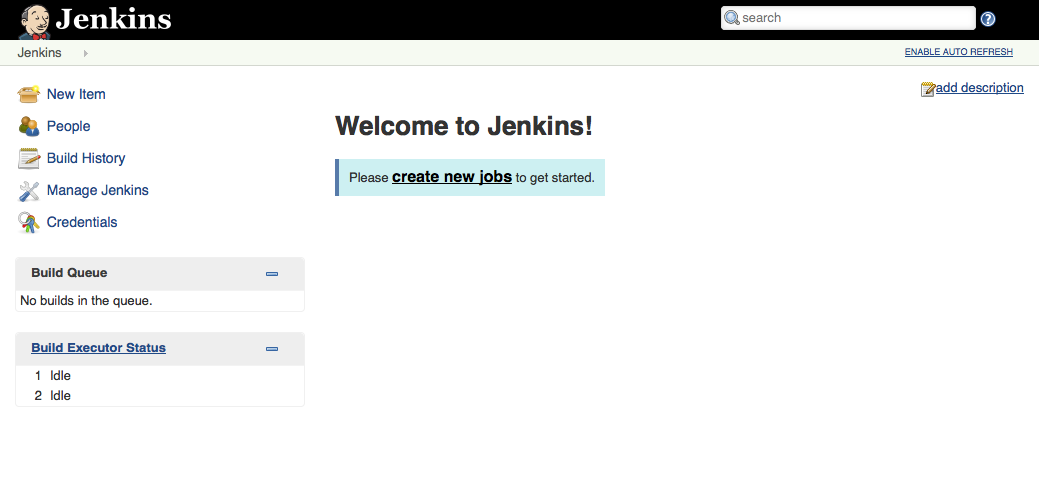 Jenkins
search
Jenkins
ENABLE AUTO REFRESH
New Item
People
Build History
Manage Jenkins
Credentials
Build Queue
No builds in the queue.
Build Executor Status
1 Idle
2 Idle
add description
Welcome to Jenkins!
Please create new jobs to get started.